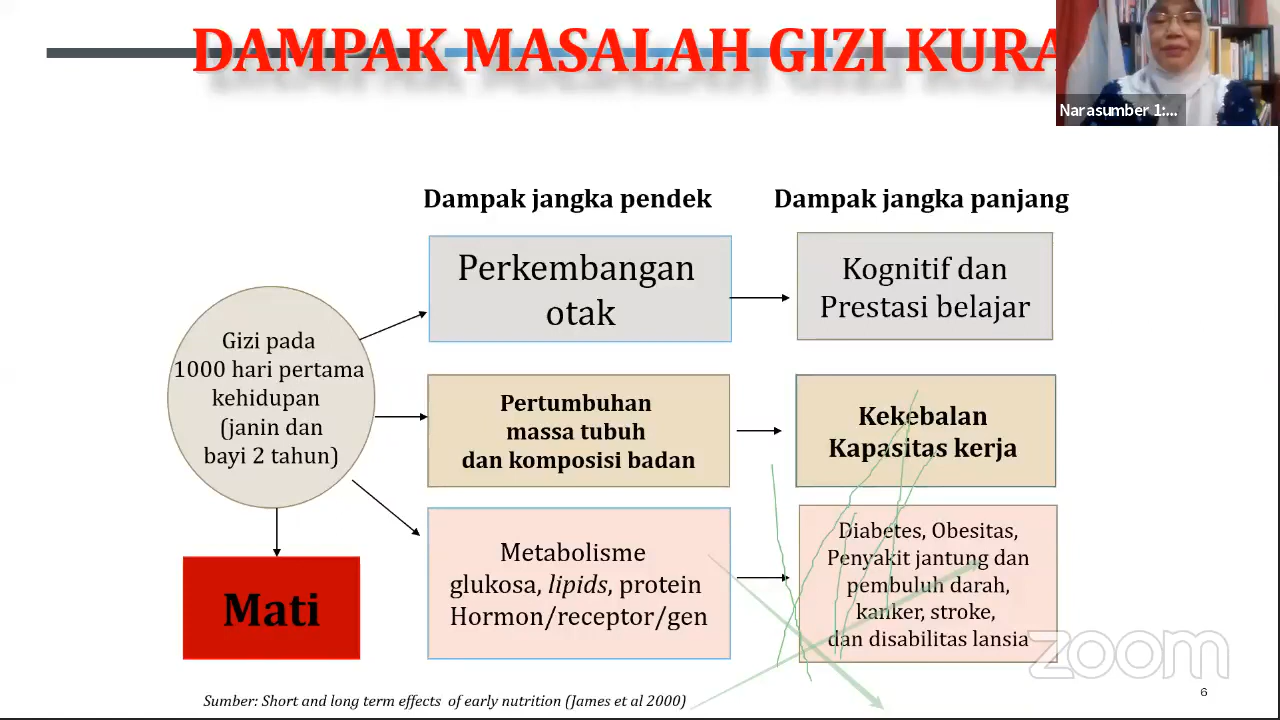 DAMPAK MASALAH GIZI KURA
Narasumber 1:...
Dampak jangka pendek
Dampak jangka panjang
Perkembangan
otak
Kognitif dan
Prestasi belajar
Gizi pada
1000 hari pertama
kehidupan
(janin dan
bayi 2 tahun)
Pertumbuhan
massa tubuh
dan komposisi badan
Kekebalan
Kapasitas kerja
Metabolisme
glukosa, lipids, protein
Hormon/receptor/gen
Diabetes, Obesitas,
Penyakit jantung dan
pembuluh darah,
kanker, stroke,
dan disabilitas lansia
Mati
zoom
Sumber: Short and long term effects of early nutrition (James et al 2000)
6